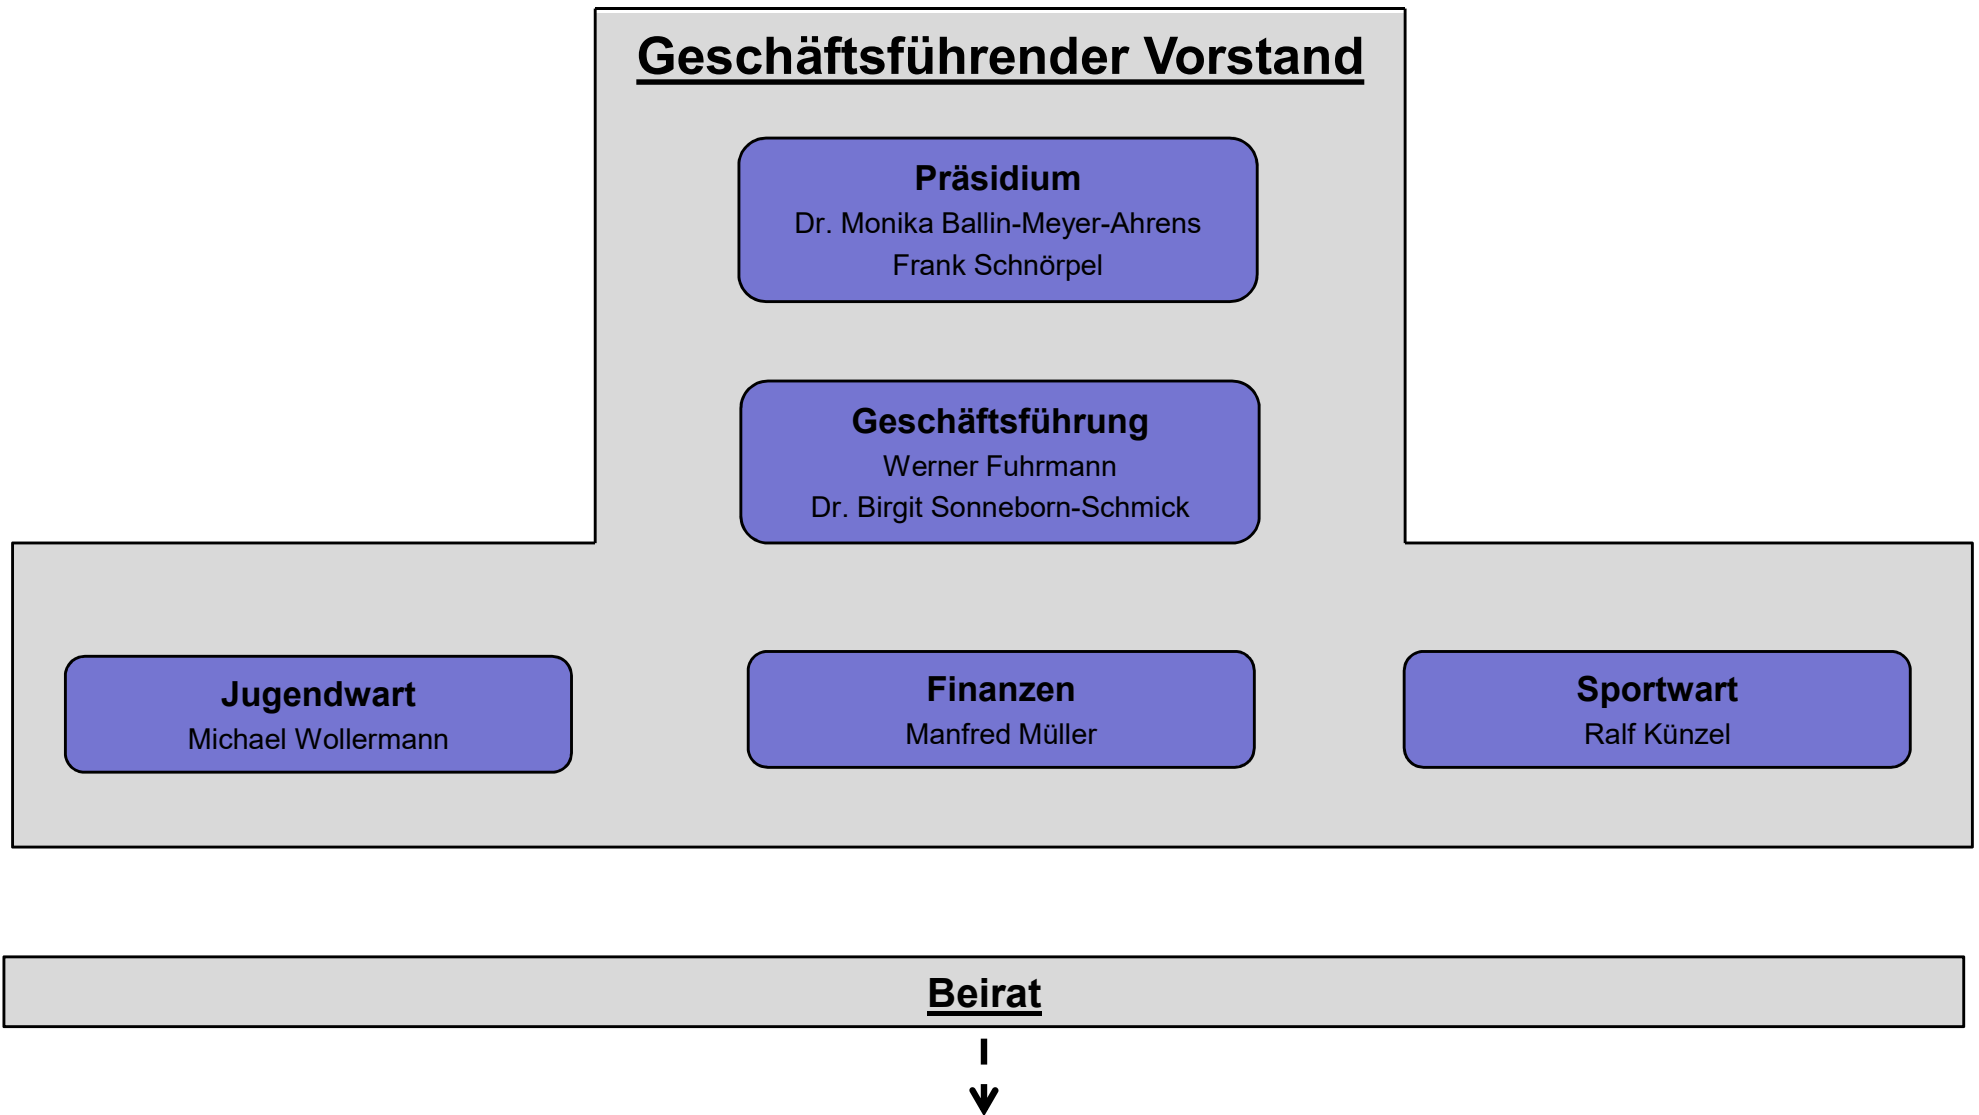 Geschäftsführender Vorstand
Präsidium
Dr. Monika Ballin-Meyer-Ahrens
Frank Schnörpel
Geschäftsführung
Werner Fuhrmann
Dr. Birgit Sonneborn-Schmick
Jugendwart
Michael Wollermann
Finanzen
Manfred Müller
Sportwart
Ralf Künzel
Beirat